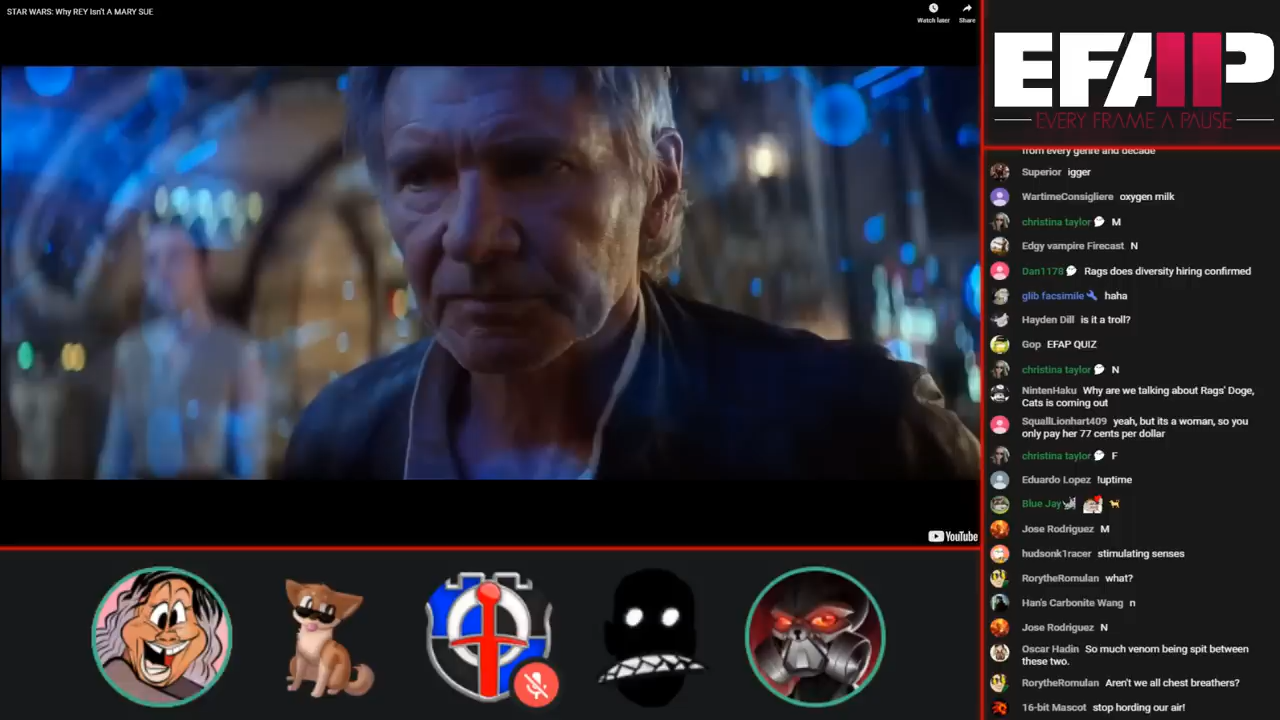 STAR WARS: Why REY Isn't A MARY SUE
Watch later
Share
YouTube
EFAP
EVERY FRAME A PAUSE
from every genre and decade
Superior igger
WartimeConsigliere oxygen milk
christina taylor M
Edgy vampire Firecast N
Dan1178 Rags does diversity hiring confirmed
glib facsimile haha
Hayden Dill is it a troll?
Gop EFAP QUIZ
christina taylor N
NintenHaku Why are we talking about Rags' Doge,
Cats is coming out
SquallLionhart409 yeah, but its a woman, so you
only pay her 77 cents per dollar
christina taylor F
Eduardo Lopez !uptime
Blue Jay
Jose Rodriguez M
hudsonk1racer stimulating senses
RorytheRomulan what?
Han's Carbonite Wang n
Jose Rodriguez N
Oscar Hadin So much venom being spit between
these two.
RorytheRomulan Aren't we all chest breathers?
16-bit Mascot stop hording our air!